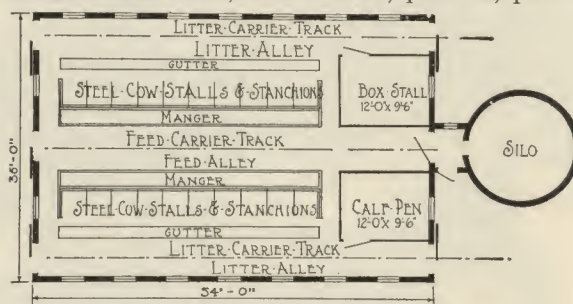 LITTER·CARRIER·TRACK
LITTER·ALLEY
GUTTER
STEEL·COW·STALLS·&·STANCHIONS
MANGER
BOX·STALL
12'-0"x 9'-6"
FEED·CARRIER·TRACK
FEED·ALLEY
SILO
MANGER
STEEL·COW·STALLS·&·STANCHIONS
CALF·PEN
12'-0"x 9'-6"
GUTTER
LITTER·CARRIER·TRACK
LITTER·ALLEY
36'-0"
54'-0"